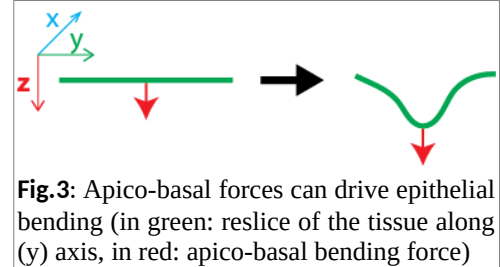 x
y
z
Fig.3: Apico-basal forces can drive epithelial
bending (in green: reslice of the tissue along
(y) axis, in red: apico-basal bending force)